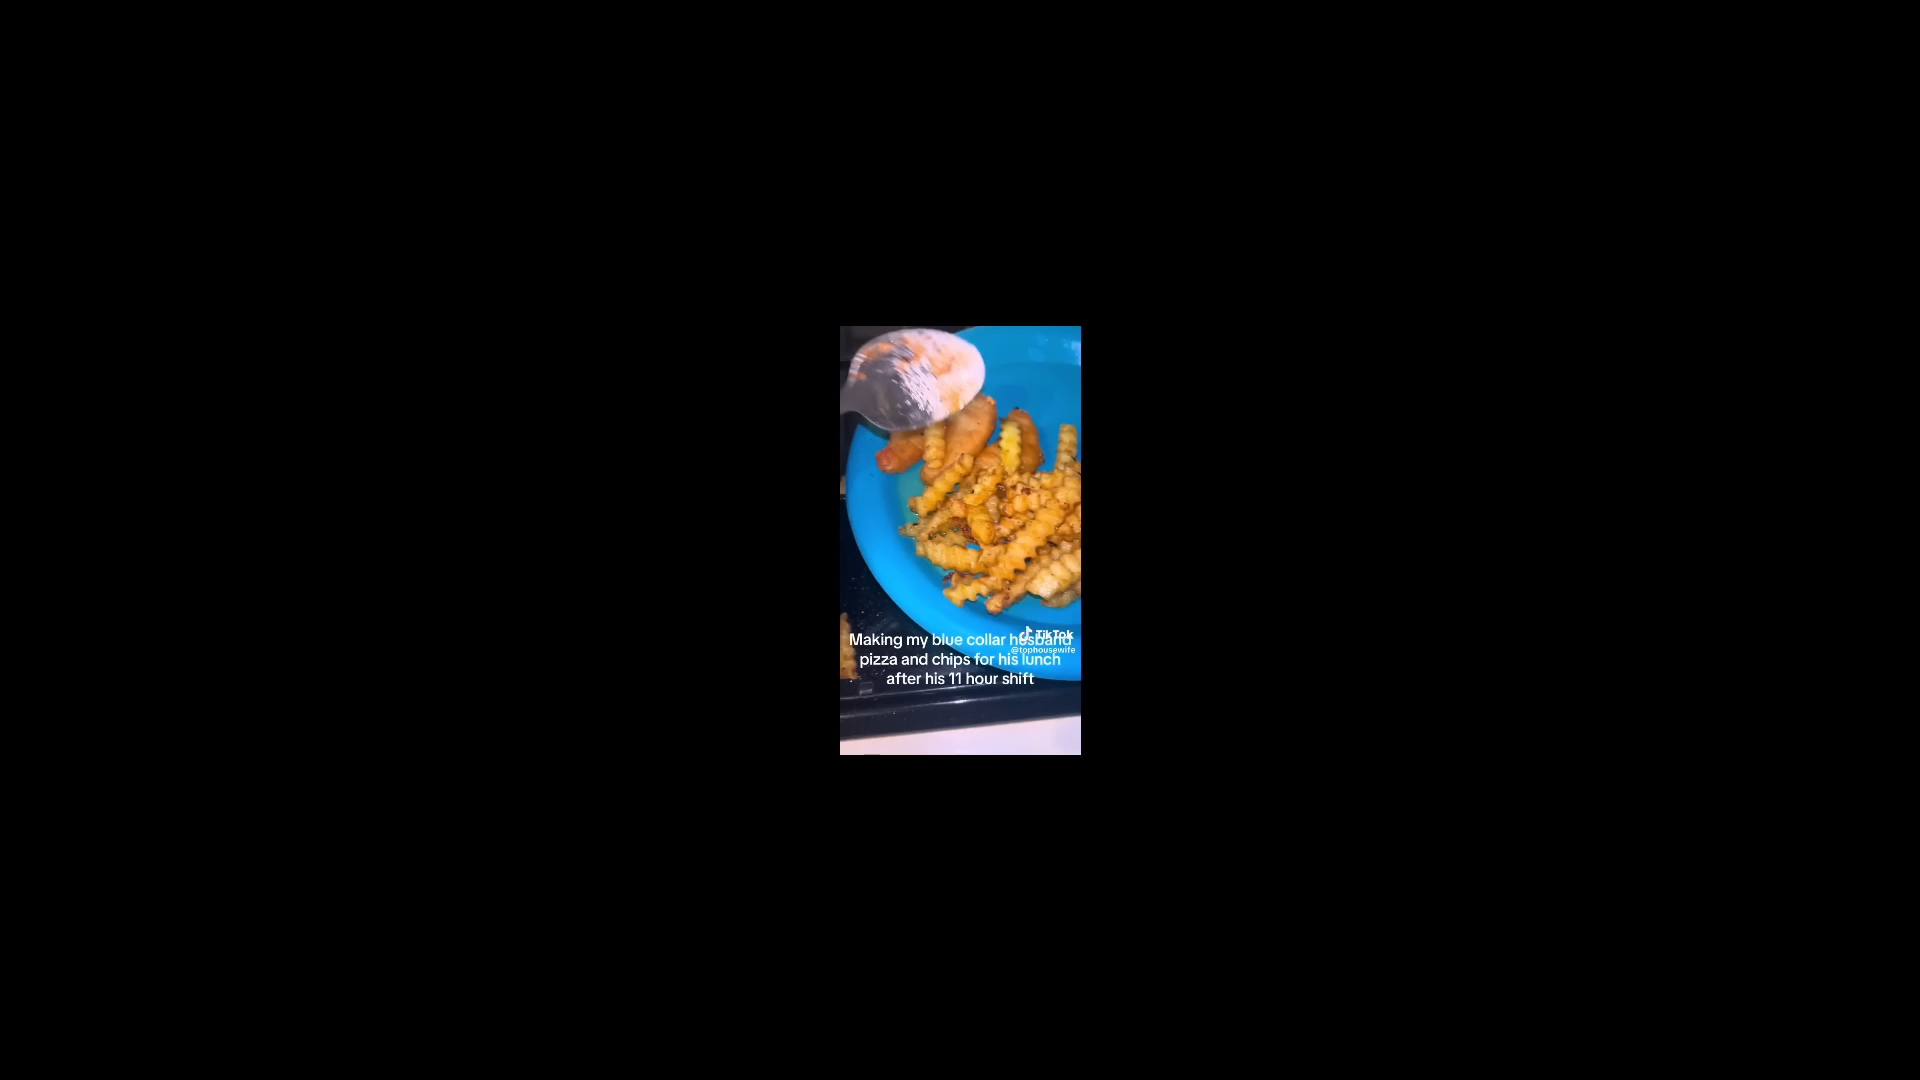 Making my blue collar husband
TikTok
@tophousewife
pizza and chips for his lunch
after his 11 hour shift